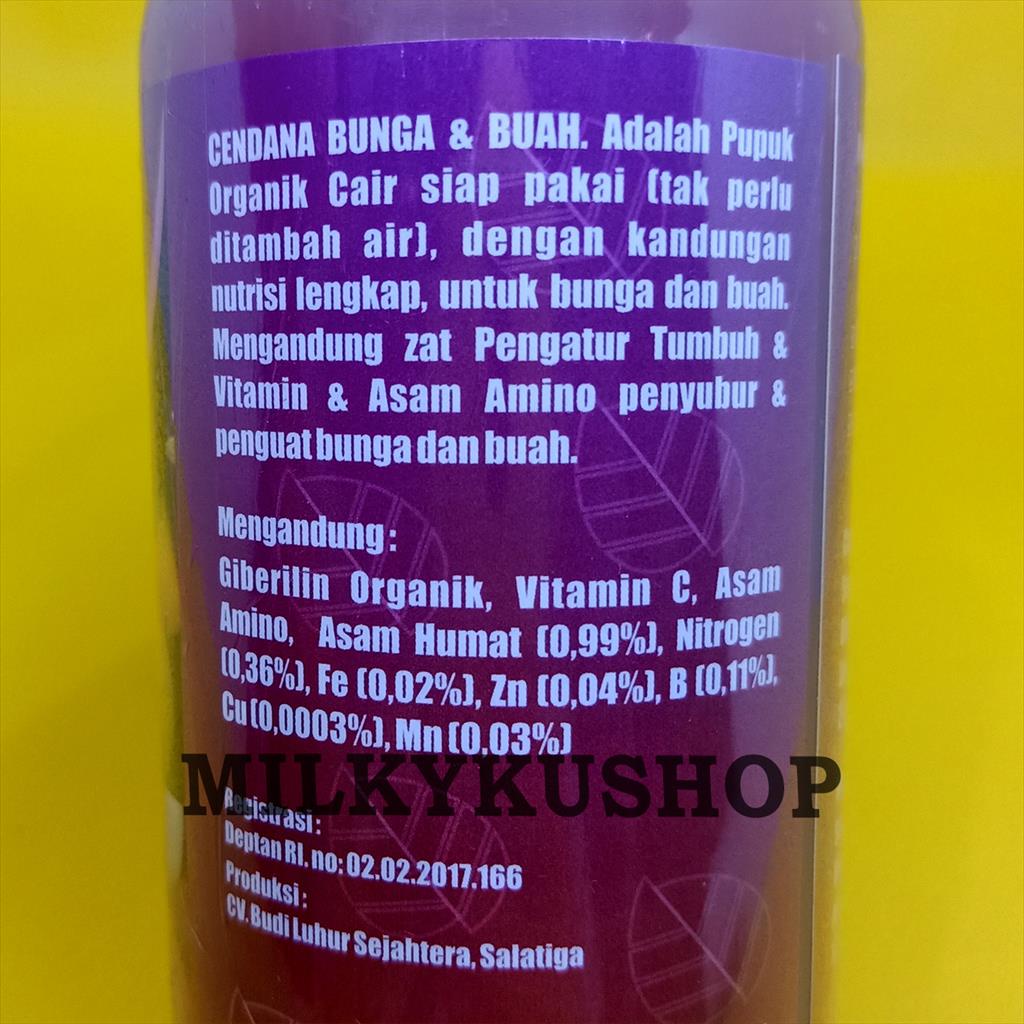 CENDANA BUNGA & BUAH. Adalah Pupuk
Organik Cair siap pakai (tak perlu
ditambah air), dengan kandungan
nutrisi lengkap, untuk bunga dan buah.
Mengandung zat Pengatur Tumbuh &
Vitamin & Asam Amino penyubur &
penguat bunga dan buah.
Mengandung :
Giberilin Organik, Vitamin C, Asam
Amino, Asam Humat (0,99%), Nitrogen
(0,36%), Fe (0,02%), Zn (0,04%), B (0,11%),
Cu (0,0003%), Mn (0,03%)
MILKYKUSHOP
Registrasi :
Deptan RI. no: 02.02.2017.166
Produksi :
CV. Budi Luhur Sejahtera, Salatiga